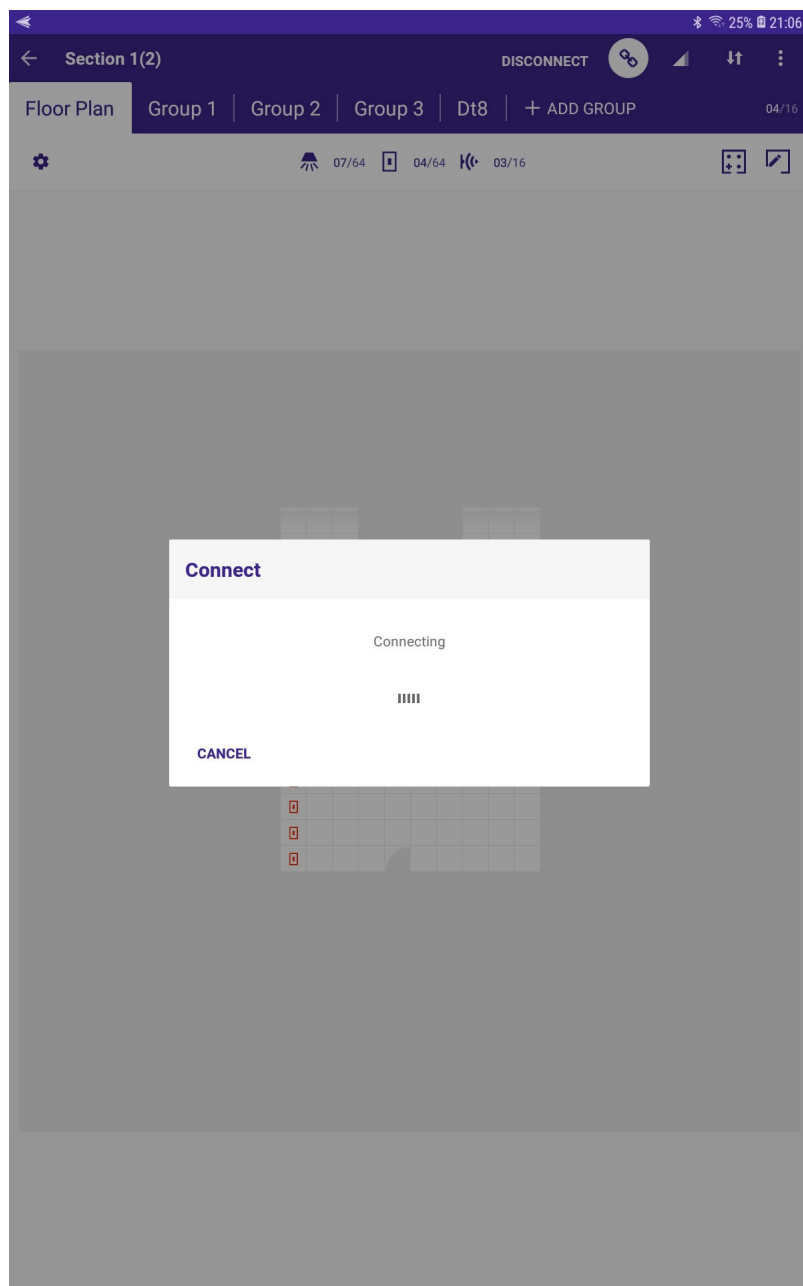 25% 21:06
Section 1(2) DISCONNECT
Floor Plan Group 1 Group 2 Group 3 Dt8 + ADD GROUP 04/16
07/64 04/64 03/16
Connect
Connecting
CANCEL